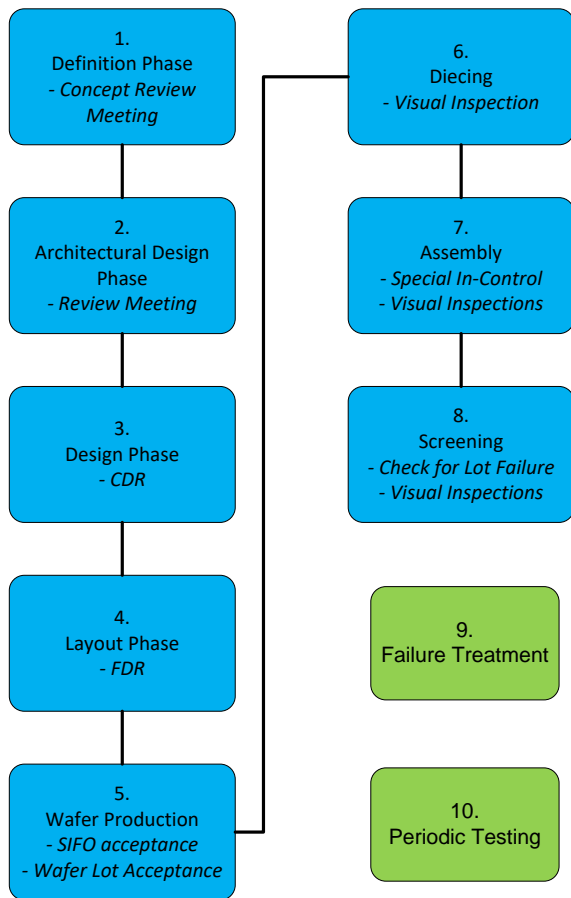 1.
Definition Phase
- Concept Review
Meeting
2.
Architectural Design
Phase
- Review Meeting
3.
Design Phase
- CDR
4.
Layout Phase
- FDR
5.
Wafer Production
- SIFO acceptance
- Wafer Lot Acceptance
6.
Diecing
- Visual Inspection
7.
Assembly
- Special In-Control
- Visual Inspections
8.
Screening
- Check for Lot Failure
- Visual Inspections
9.
Failure Treatment
10.
Periodic Testing